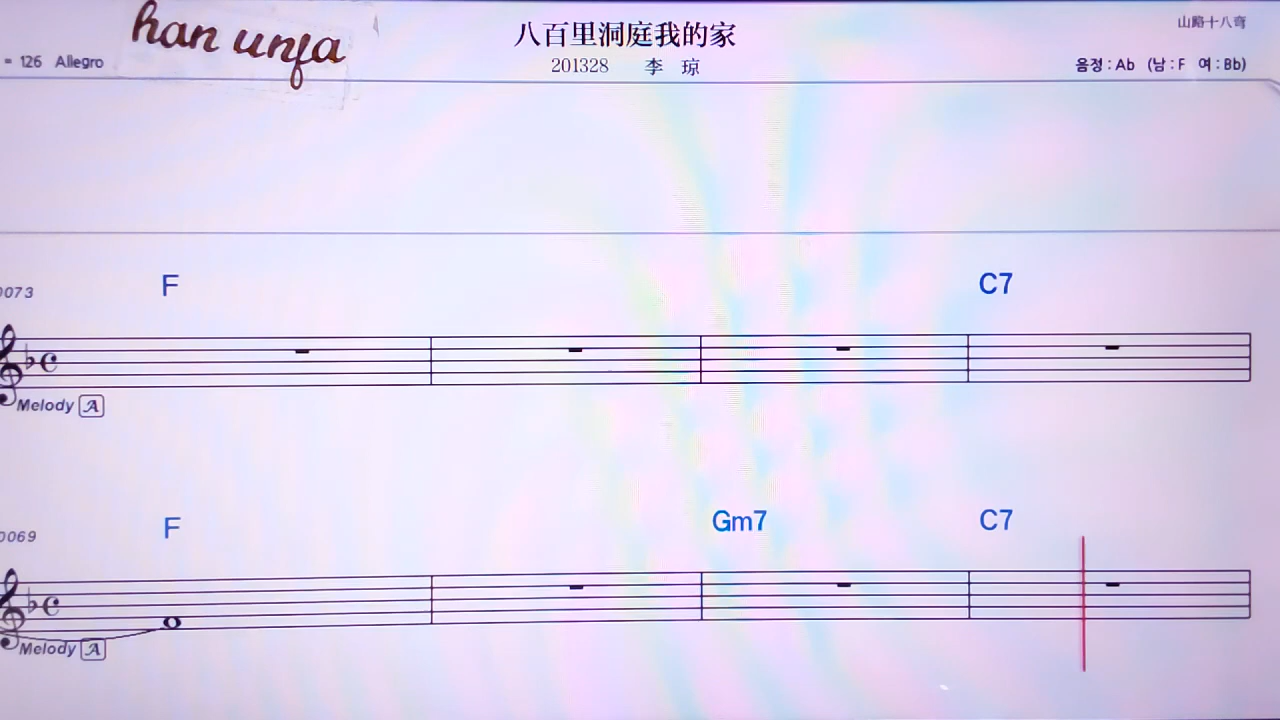 han unfa
八百里洞庭我的家
山路十八弯
= 126 Allegro
201328 李 琼
음정 : Ab (남 : F 여 : Bb)
F C7
0073
Melody A
F Gm7 C7
0069
Melody A